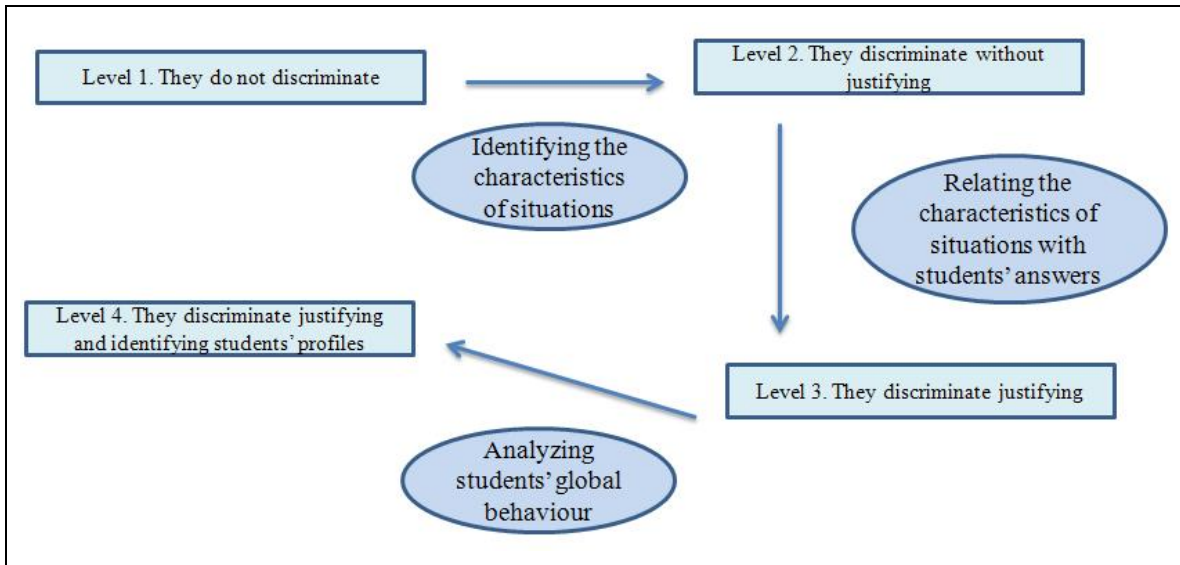 Level 1. They do not discriminate
Level 2. They discriminate without
justifying
Identifying the
characteristics
of situations
Relating the
characteristics of
situations with
students’ answers
Level 4. They discriminate justifying
and identifying students’ profiles
Level 3. They discriminate justifying
Analyzing
students’ global
behaviour